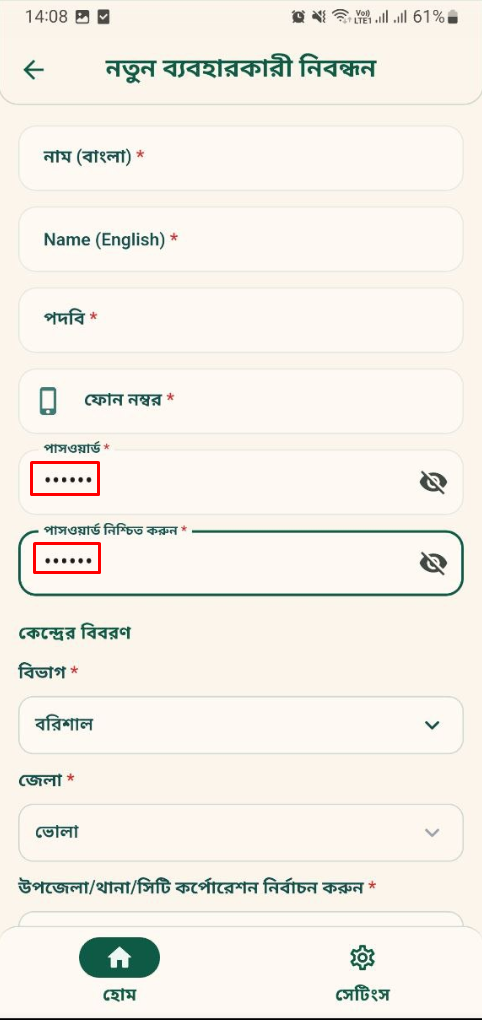 14:08 61%
নতুন ব্যবহারকারী নিবন্ধন
নাম (বাংলা) *
Name (English) *
পদবি *
ফোন নম্বর *
পাসওয়ার্ড *
••••••
পাসওয়ার্ড নিশ্চিত করুন *
••••••
কেন্দ্রের বিবরণ
বিভাগ *
বরিশাল
জেলা *
ভোলা
উপজেলা/থানা/সিটি কর্পোরেশন নির্বাচন করুন *
হোম সেটিংস